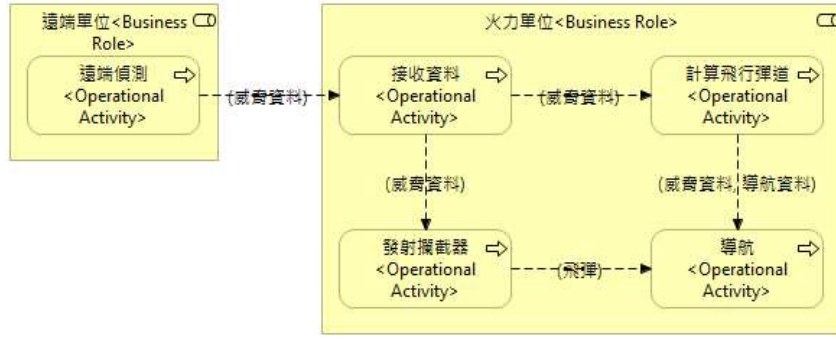 遠端單位<Business
Role>
遠端偵測
<Operational
Activity>
(威脅資料)
火力單位<Business Role>
接收資料
<Operational
Activity>
(威脅資料)
計算飛行彈道
<Operational
Activity>
(威脅資料)
(威脅資料, 導航資料)
發射攔截器
<Operational
Activity>
(飛彈)
導航
<Operational
Activity>